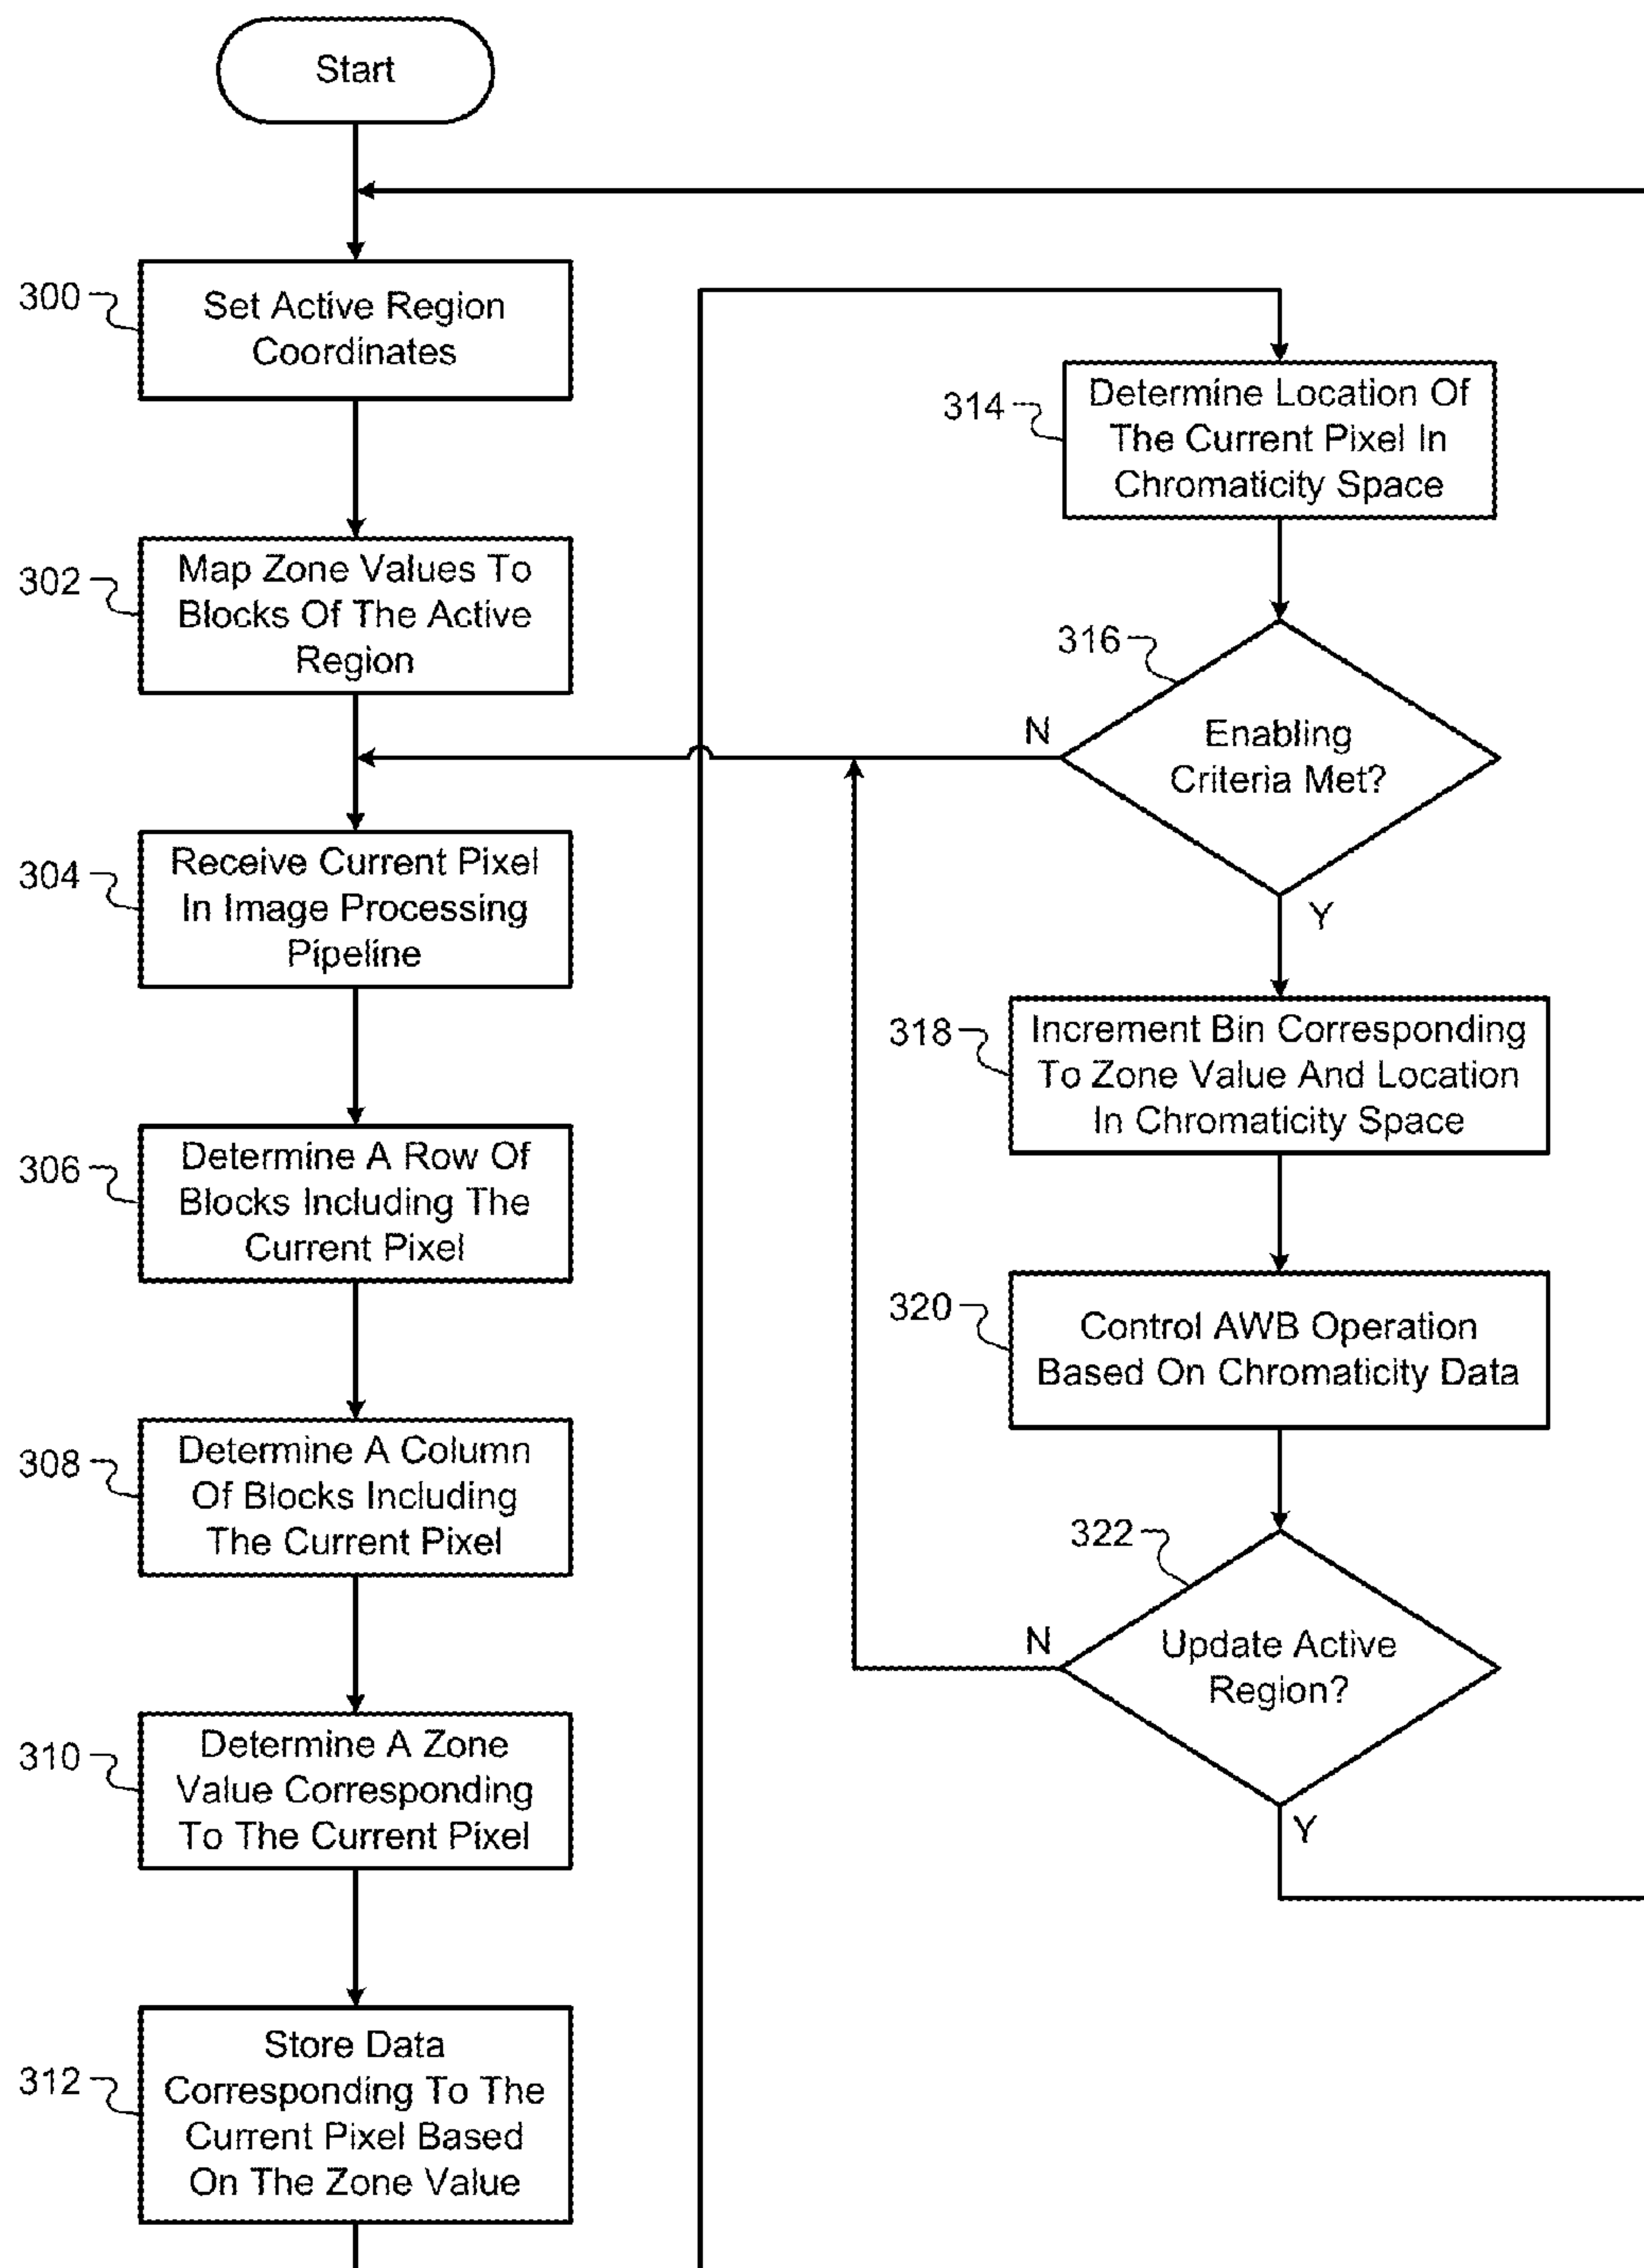 Start
300
Set Active Region
Coordinates
302
Map Zone Values To
Blocks Of The Active
Region
304
Receive Current Pixel
In Image Processing
Pipeline
306
Determine A Row Of
Blocks Including The
Current Pixel
308
Determine A Column
Of Blocks Including
The Current Pixel
310
Determine A Zone
Value Corresponding
To The Current Pixel
312
Store Data
Corresponding To The
Current Pixel Based
On The Zone Value
314
Determine Location Of
The Current Pixel In
Chromaticity Space
316
Enabling
Criteria Met?
N
Y
318
Increment Bin Corresponding
To Zone Value And Location
In Chromaticity Space
320
Control AWB Operation
Based On Chromaticity Data
322
Update Active
Region?
N
Y